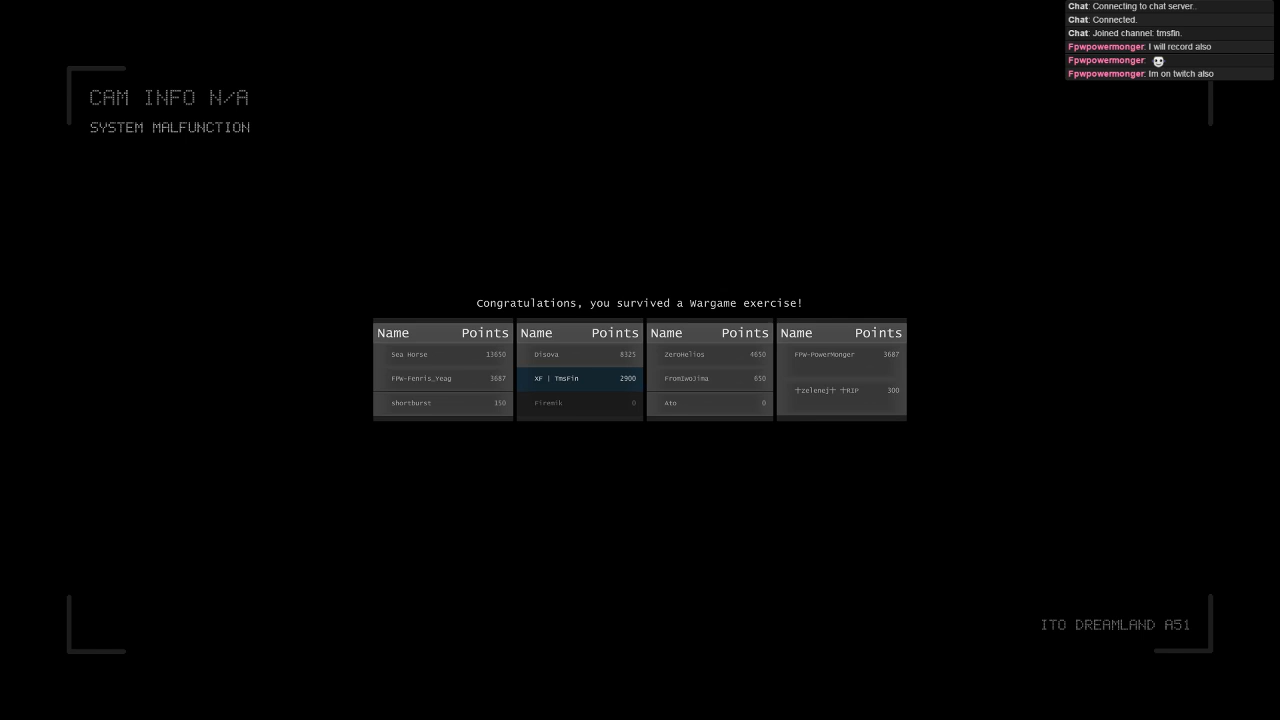 Chat: Connecting to chat server..
Chat: Connected.
Chat: Joined channel: tmsfin.
Fpwpowermonger: I will record also
Fpwpowermonger:
Fpwpowermonger: Im on twitch also
CAM INFO N/A
SYSTEM MALFUNCTION
Congratulations, you survived a Wargame exercise!
Name Points Name Points Name Points Name Points
Sea Horse 13650 Disova 8325 ZeroHelios 4650 FPW-PowerMonger 3687
FPW-Fenris_Yeag 3687 XF | TmsFin 2900 FromIwoJima 650 †zelenej† †RIP 300
shortburst 150 Firemik 0 Ato 0
ITO DREAMLAND A51